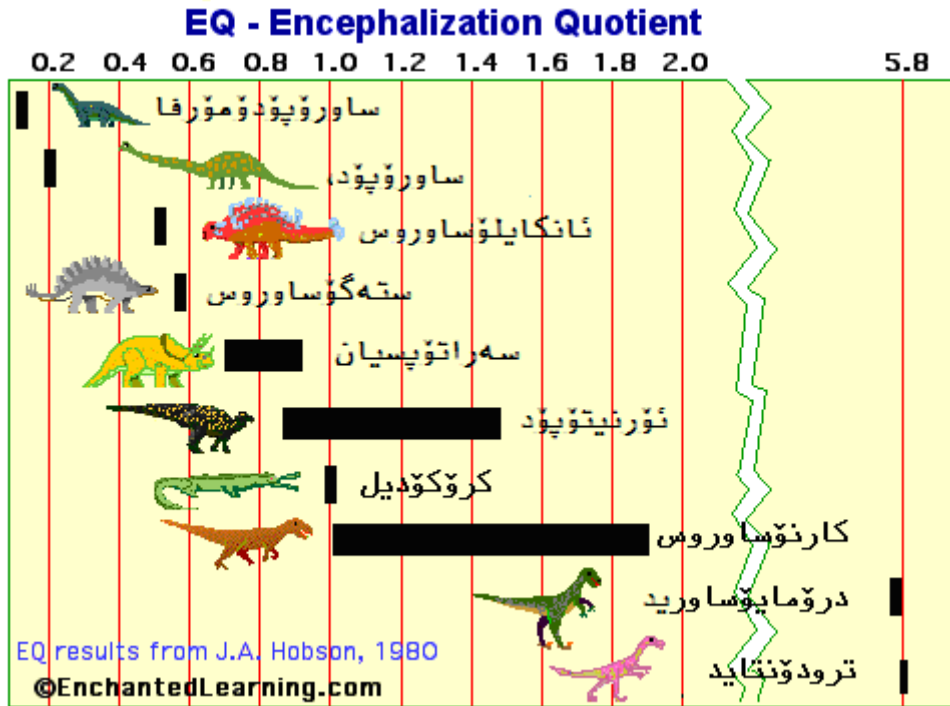 EQ - Encephalization Quotient
0.2 0.4 0.6 0.8 1.0 1.2 1.4 1.6 1.8 2.0 5.8
ساورۆپۆدۆمۆرفا
ساورۆپۆد،
ئانکایلۆساوروس
ستەگۆساوروس
سەراتۆپسیان
ئۆرنیتۆپۆد
کرۆکۆدیل
کارنۆساوروس
درۆمایۆساورید
ترودۆنتاید
EQ results from J.A. Hobson, 1980
©EnchantedLearning.com